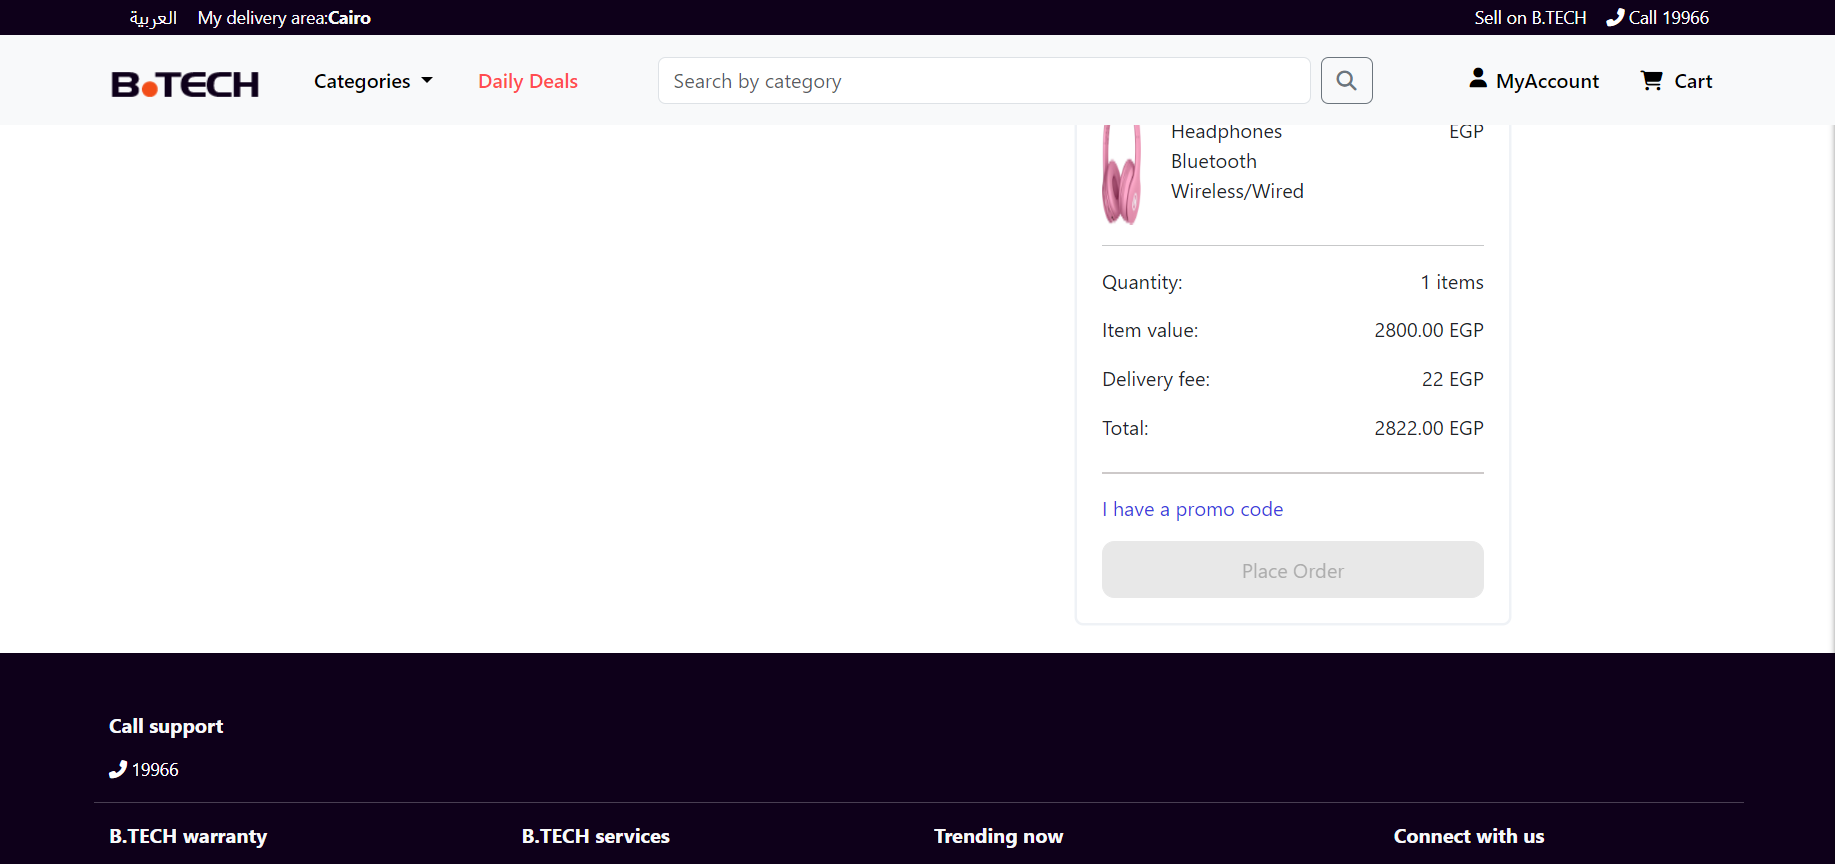 العربية My delivery area:Cairo Sell on B.TECH Call 19966
B.TECH Categories Daily Deals Search by category MyAccount Cart
Headphones EGP
Bluetooth
Wireless/Wired
Quantity: 1 items
Item value: 2800.00 EGP
Delivery fee: 22 EGP
Total: 2822.00 EGP
I have a promo code
Place Order
Call support
19966
B.TECH warranty B.TECH services Trending now Connect with us